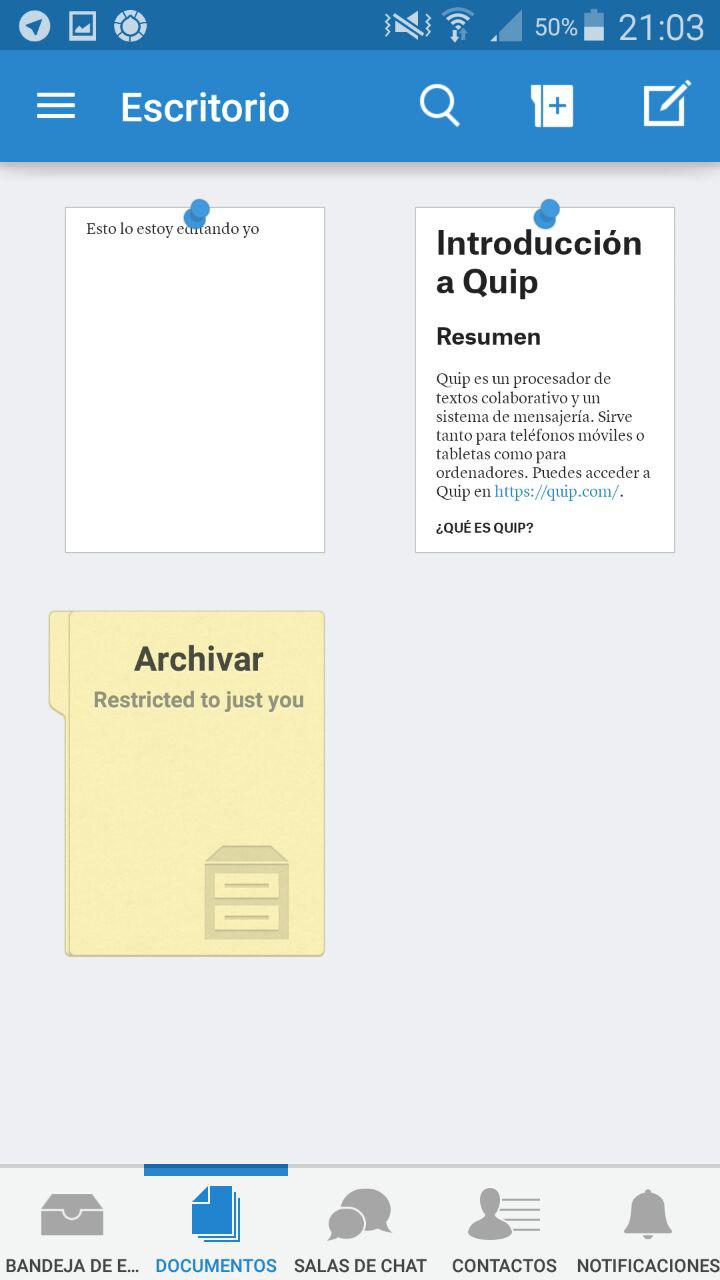 50% 21:03
Escritorio
Esto lo estoy editando yo
Introducción
a Quip
Resumen
Quip es un procesador de
textos colaborativo y un
sistema de mensajería. Sirve
tanto para teléfonos móviles o
tabletas como para
ordenadores. Puedes acceder a
Quip en https://quip.com/.
¿QUÉ ES QUIP?
Archivar
Restricted to just you
BANDEJA DE E... DOCUMENTOS SALAS DE CHAT CONTACTOS NOTIFICACIONES